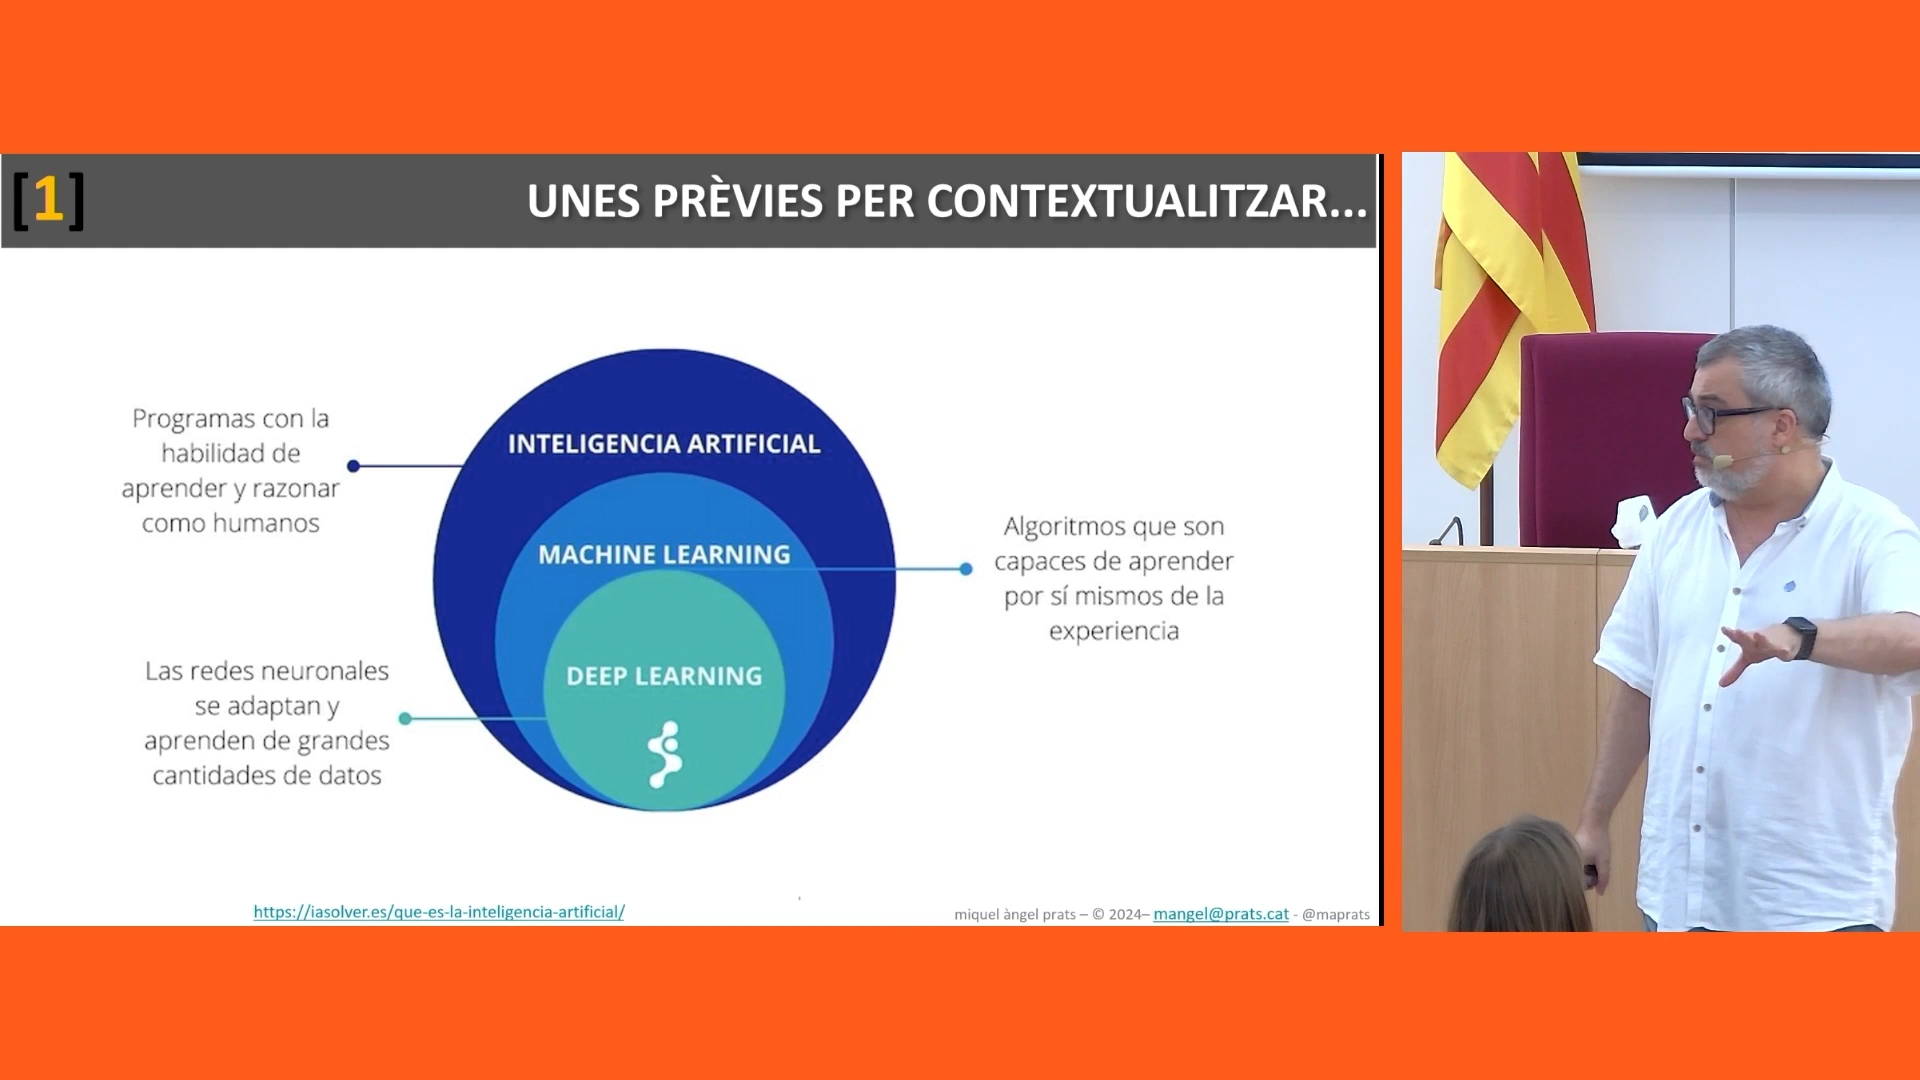 [1]
UNES PRÈVIES PER CONTEXTUALITZAR...
Programas con la
habilidad de
aprender y razonar
como humanos
INTELIGENCIA ARTIFICIAL
MACHINE LEARNING
Algoritmos que son
capaces de aprender
por sí mismos de la
experiencia
DEEP LEARNING
Las redes neuronales
se adaptan y
aprenden de grandes
cantidades de datos
https://iasolver.es/que-es-la-inteligencia-artificial/
miquel àngel prats – © 2024– mangel@prats.cat - @maprats